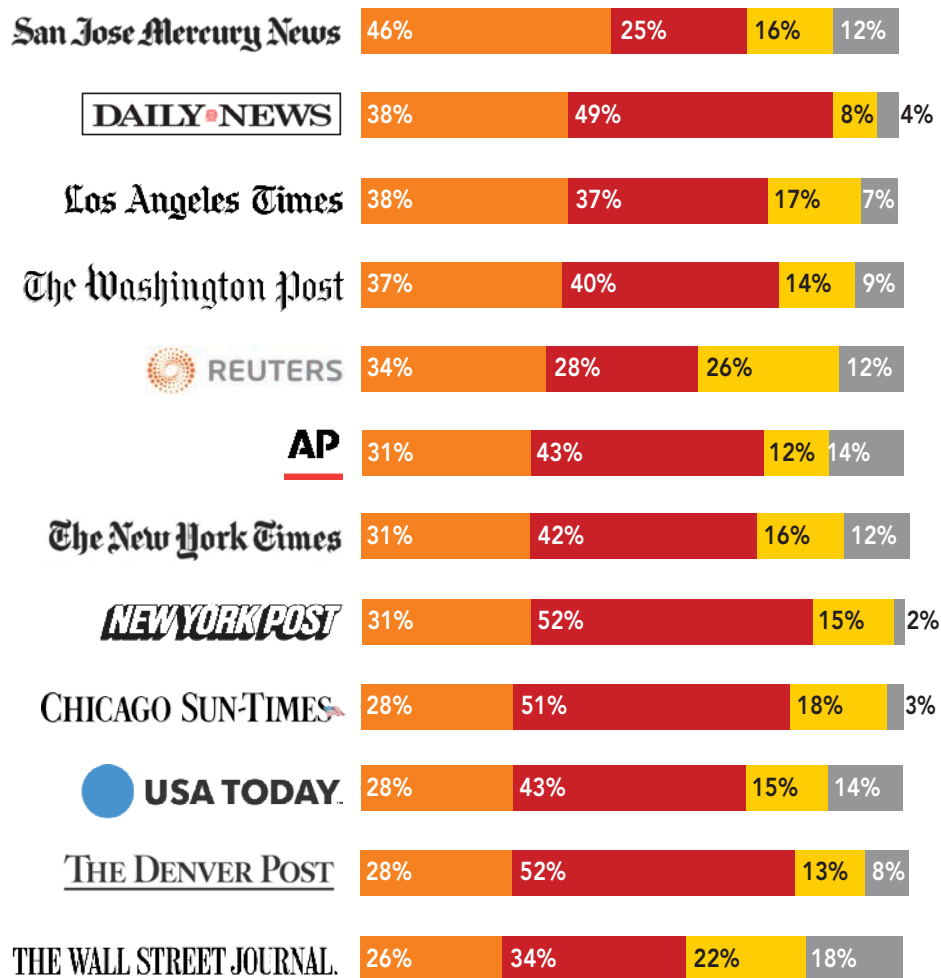 San Jose Mercury News 46% 25% 16% 12%
DAILY NEWS 38% 49% 8% 4%
Los Angeles Times 38% 37% 17% 7%
The Washington Post 37% 40% 14% 9%
REUTERS 34% 28% 26% 12%
AP 31% 43% 12% 14%
The New York Times 31% 42% 16% 12%
NEW YORK POST 31% 52% 15% 2%
CHICAGO SUN-TIMES 28% 51% 18% 3%
USA TODAY™ 28% 43% 15% 14%
THE DENVER POST 28% 52% 13% 8%
THE WALL STREET JOURNAL. 26% 34% 22% 18%